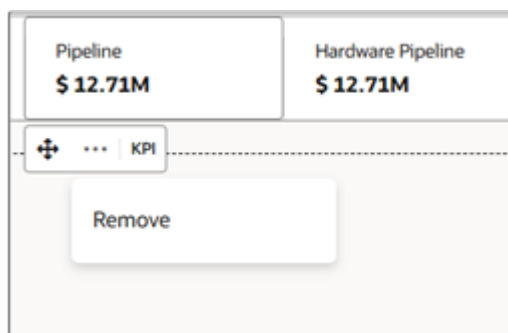 Pipeline
$ 12.71M
Hardware Pipeline
$ 12.71M
KPI
Remove